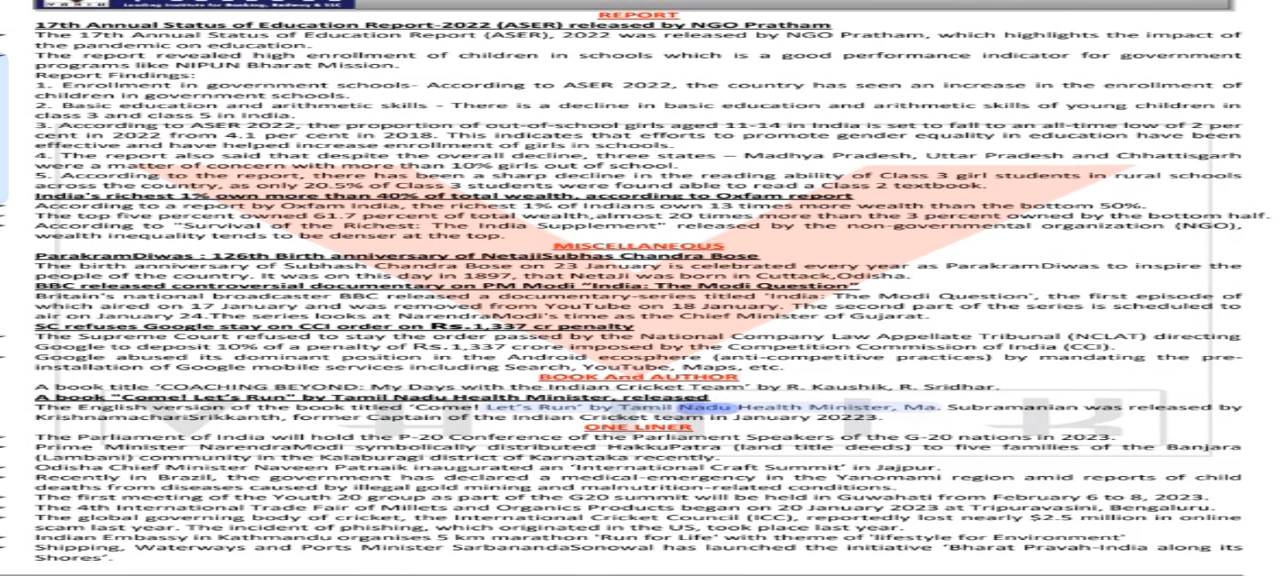 Leading Institute for Banking, Railway & SSC
REPORT
17th Annual Status of Education Report-2022 (ASER) released by NGO Pratham
The 17th Annual Status of Education Report (ASER), 2022 was released by NGO Pratham, which highlights the impact of
the pandemic on education.
The report revealed high enrollment of children in schools which is a good performance indicator for government
programs like NIPUN Bharat Mission.
Report Findings:
1. Enrollment in government schools- According to ASER 2022, the country has seen an increase in the enrollment of
children in government schools.
2. Basic education and arithmetic skills - There is a decline in basic education and arithmetic skills of young children in
class 3 and class 5 in India.
3. According to ASER 2022, the proportion of out-of-school girls aged 11-14 in India is set to fall to an all-time low of 2 per
cent in 2022 from 4.1 per cent in 2018. This indicates that efforts to promote gender equality in education have been
effective and have helped increase enrollment of girls in schools.
4. The report also said that despite the overall decline, three states – Madhya Pradesh, Uttar Pradesh and Chhattisgarh
were a matter of concern with more than 10% girls out of school.
5. According to the report, there has been a sharp decline in the reading ability of Class 3 girl students in rural schools
across the country, as only 20.5% of Class 3 students were found able to read a Class 2 textbook.
India's richest 1% own more than 40% of total wealth, according to Oxfam report
According to a report by Oxfam India, the richest 1% of Indians own 13 times more wealth than the bottom 50%.
The top five percent owned 61.7 percent of total wealth,almost 20 times more than the 3 percent owned by the bottom half.
According to "Survival of the Richest: The India Supplement" released by the non-governmental organization (NGO),
wealth inequality tends to be denser at the top.
MISCELLANEOUS
ParakramDiwas : 126th Birth anniversary of NetajiSubhas Chandra Bose
The birth anniversary of Subhash Chandra Bose on 23 January is celebrated every year as ParakramDiwas to inspire the
people of the country. It was on this day in 1897, that Netaji was born in Cuttack,Odisha.
BBC released controversial documentary on PM Modi "India: The Modi Question"
Britain's national broadcaster BBC released a documentary-series titled 'India: The Modi Question', the first episode of
which aired on 17 January and was removed from YouTube on 18 January. The second part of the series is scheduled to
air on January 24.The series looks at NarendraModi's time as the Chief Minister of Gujarat.
SC refuses Google stay on CCI order on Rs.1,337 cr penalty
The Supreme Court refused to stay the order passed by the National Company Law Appellate Tribunal (NCLAT) directing
Google to deposit 10% of a penalty of Rs.1,337 crore imposed by the Competition Commission of India (CCI).
Google abused its dominant position in the Android ecosphere (anti-competitive practices) by mandating the pre-
installation of Google mobile services including Search, YouTube, Maps, etc.
BOOK And AUTHOR
A book title 'COACHING BEYOND: My Days with the Indian Cricket Team' by R. Kaushik, R. Sridhar.
A book "Come! Let's Run" by Tamil Nadu Health Minister, released
The English version of the book titled 'Come! Let's Run' by Tamil Nadu Health Minister, Ma. Subramanian was released by
KrishnamachariSrikkanth, former Captain of the Indian Cricket team in January 20223.
ONE LINER
The Parliament of India will hold the P-20 Conference of the Parliament Speakers of the G-20 nations in 2023.
Prime Minister NarendraModi symbolically distributed HakkuPatra (land title deeds) to five families of the Banjara
(Lambani) community in the Kalaburagi district of Karnataka recently.
Odisha Chief Minister Naveen Patnaik inaugurated an 'International Craft Summit' in Jajpur.
Recently in Brazil, the government has declared a medical-emergency in the Yanomami region amid reports of child
deaths from diseases caused by illegal gold mining and malnutrition-related conditions.
The first meeting of the Youth 20 group as part of the G20 summit will be held in Guwahati from February 6 to 8, 2023.
The 4th International Trade Fair of Millets and Organics Products began on 20 January 2023 at Tripuravasini, Bengaluru.
The global governing body of cricket, the International Cricket Council (ICC), reportedly lost nearly $2.5 million in online
scam last year. The incident of phishing, which originated in the US, took place last year.
Indian Embassy in Kathmandu organises 5 km marathon 'Run for Life' with theme of 'lifestyle for Environment'
Shipping, Waterways and Ports Minister SarbanandaSonowal has launched the initiative 'Bharat Pravah-India along its
Shores'.